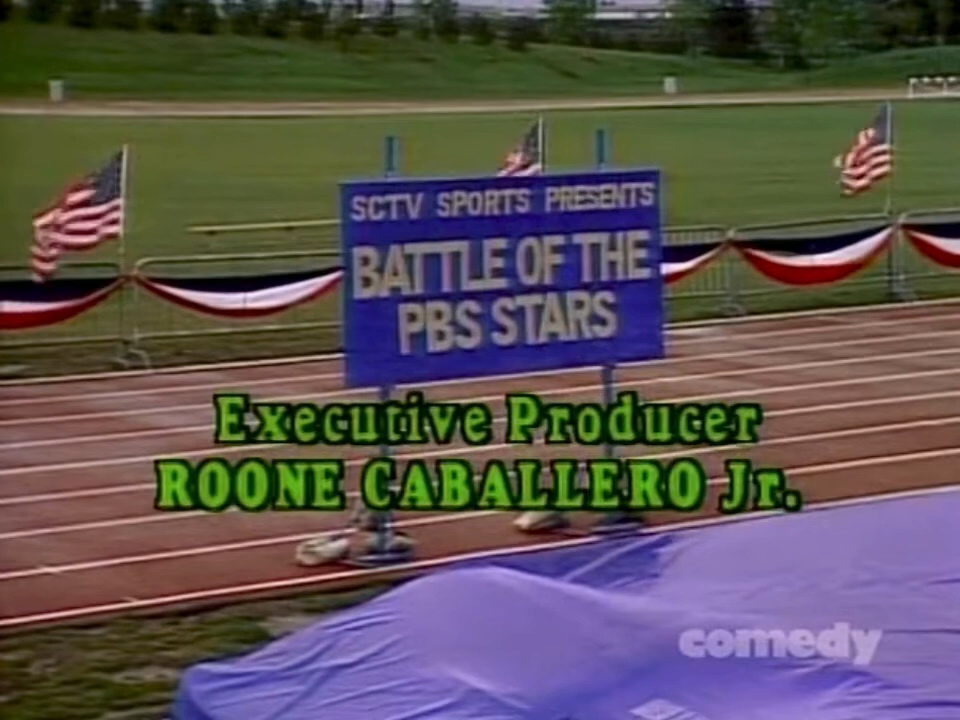 SCTV SPORTS PRESENTS
BATTLE OF THE
PBS STARS
Executive Producer
ROONE CABALLERO Jr.
comedy